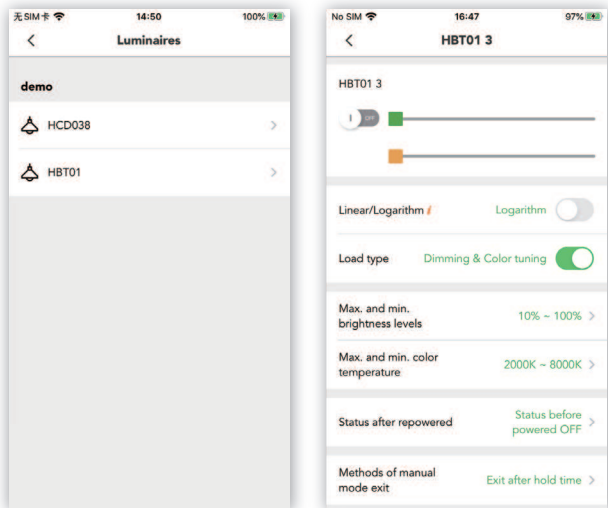 无SIM卡 14:50 100%
Luminaires
demo
HCD038
HBT01
No SIM 16:47 97%
HBT01 3
HBT01 3
I OFF
Linear/Logarithm i Logarithm
Load type Dimming & Color tuning
Max. and min.
brightness levels
10% ~ 100%
Max. and min. color
temperature
2000K ~ 8000K
Status after repowered
Status before
powered OFF
Methods of manual
mode exit
Exit after hold time